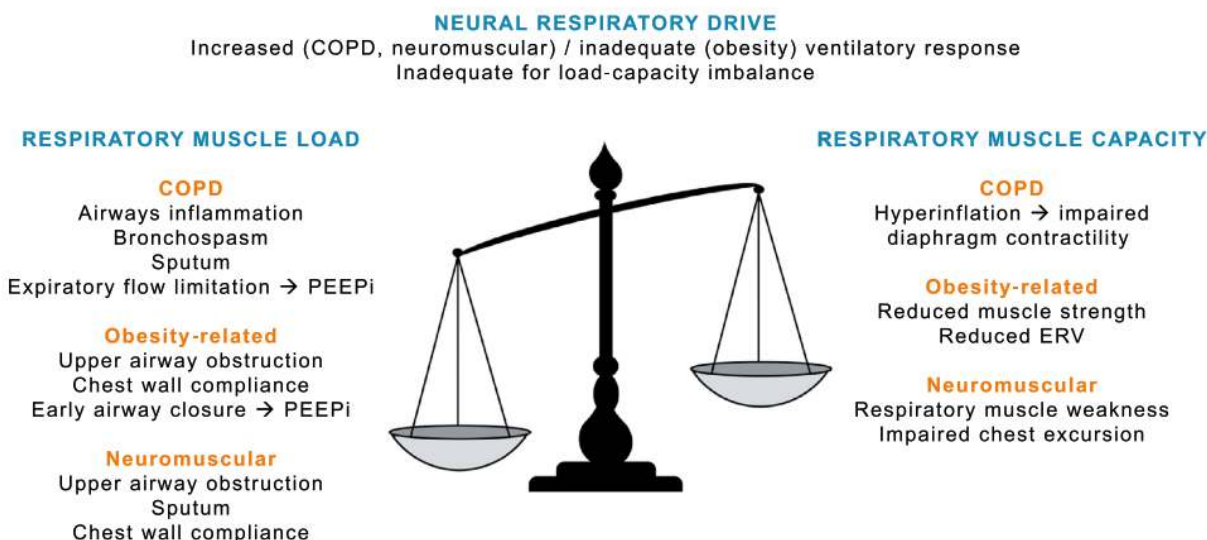 NEURAL RESPIRATORY DRIVE
Increased (COPD, neuromuscular) / inadequate (obesity) ventilatory response
Inadequate for load-capacity imbalance
RESPIRATORY MUSCLE LOAD
COPD
Airways inflammation
Bronchospasm
Sputum
Expiratory flow limitation → PEEPi
Obesity-related
Upper airway obstruction
Chest wall compliance
Early airway closure → PEEPi
Neuromuscular
Upper airway obstruction
Sputum
Chest wall compliance
RESPIRATORY MUSCLE CAPACITY
COPD
Hyperinflation → impaired
diaphragm contractility
Obesity-related
Reduced muscle strength
Reduced ERV
Neuromuscular
Respiratory muscle weakness
Impaired chest excursion